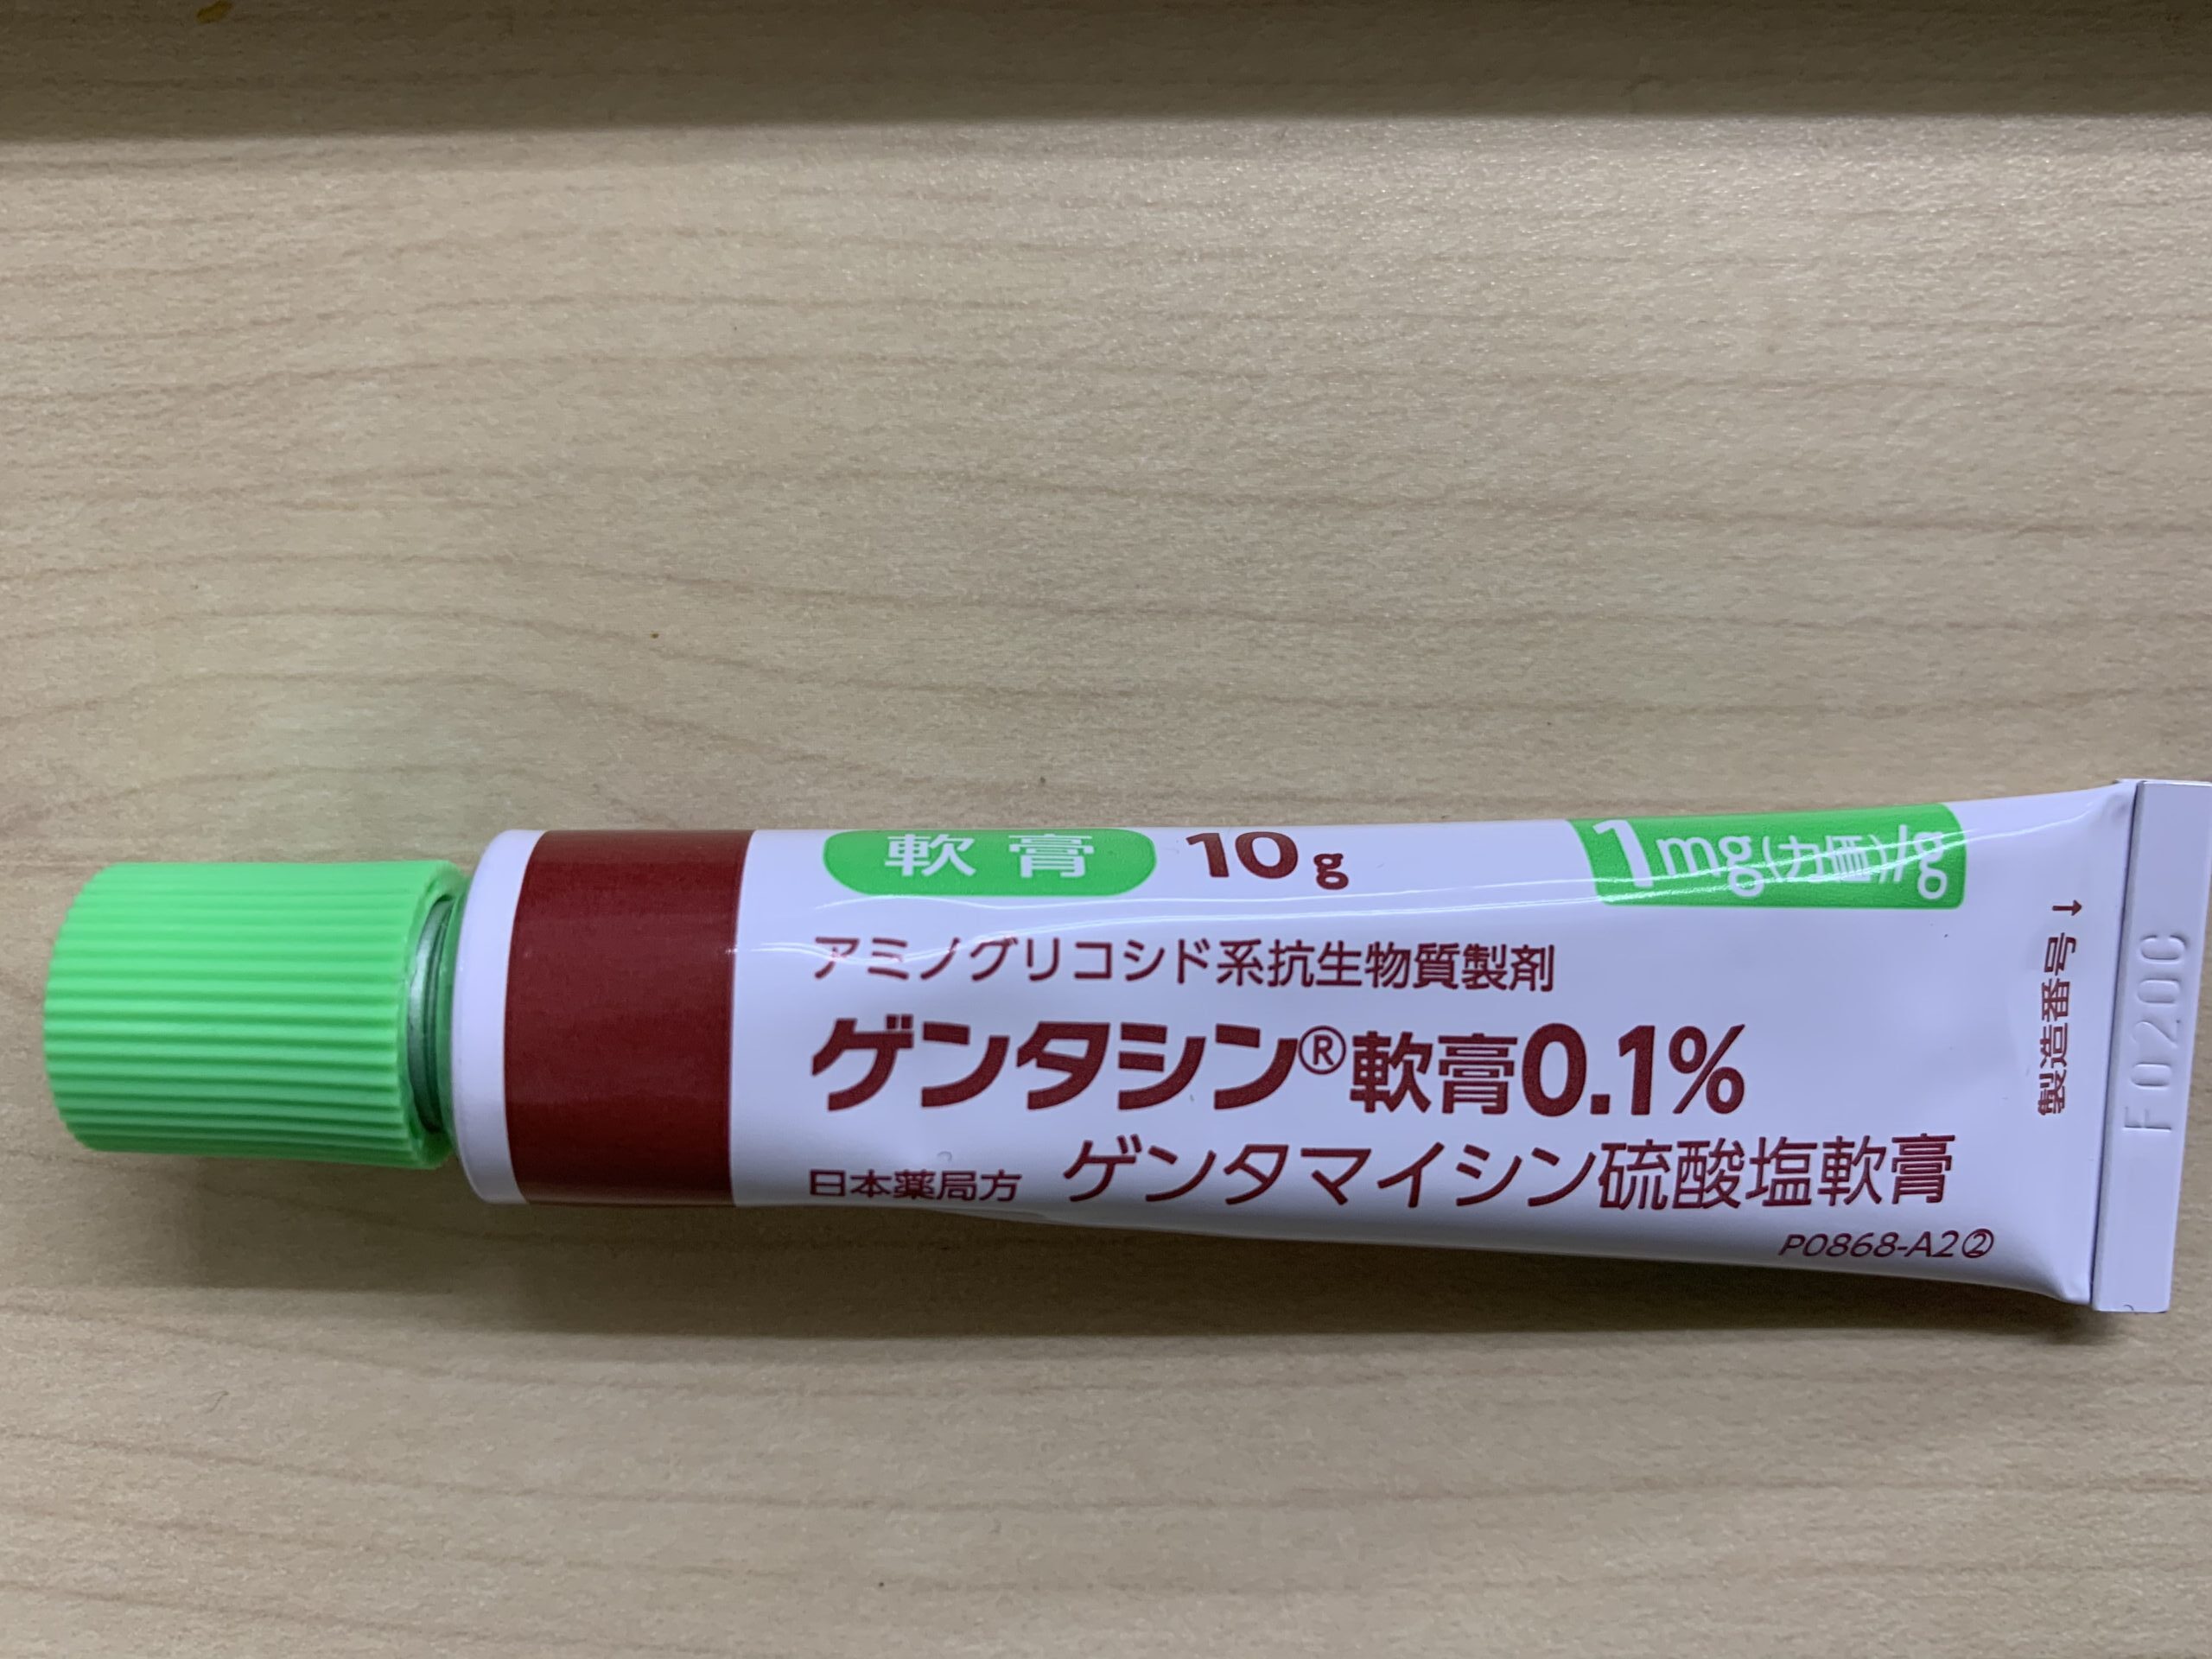 軟膏 10g 1mg(力価)/g
アミノグリコシド系抗生物質製剤
ゲンタシン®軟膏0.1%
日本薬局方 ゲンタマイシン硫酸塩軟膏
P0868-A2②
製造番号→
F020C